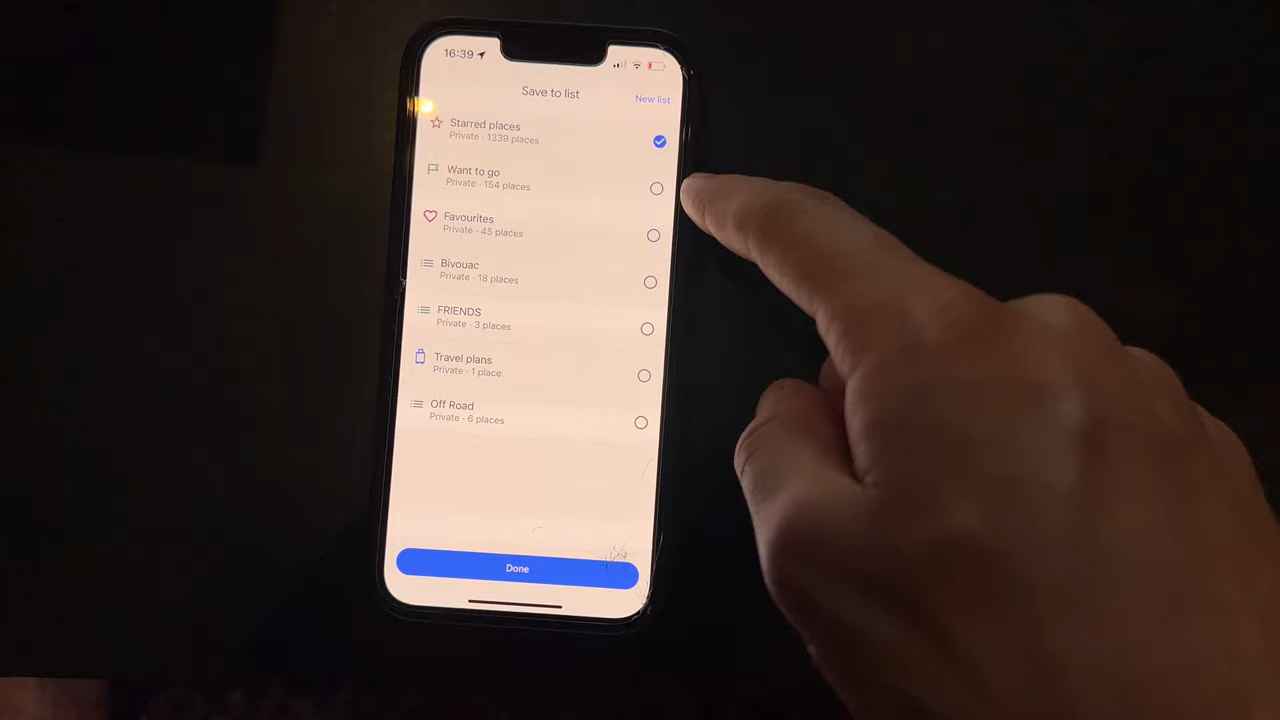 16:39
Save to list
New list
Starred places
Private · 1339 places
Want to go
Private · 154 places
Favourites
Private · 45 places
Bivouac
Private · 18 places
FRIENDS
Private · 3 places
Travel plans
Private · 1 place
Off Road
Private · 6 places
Done